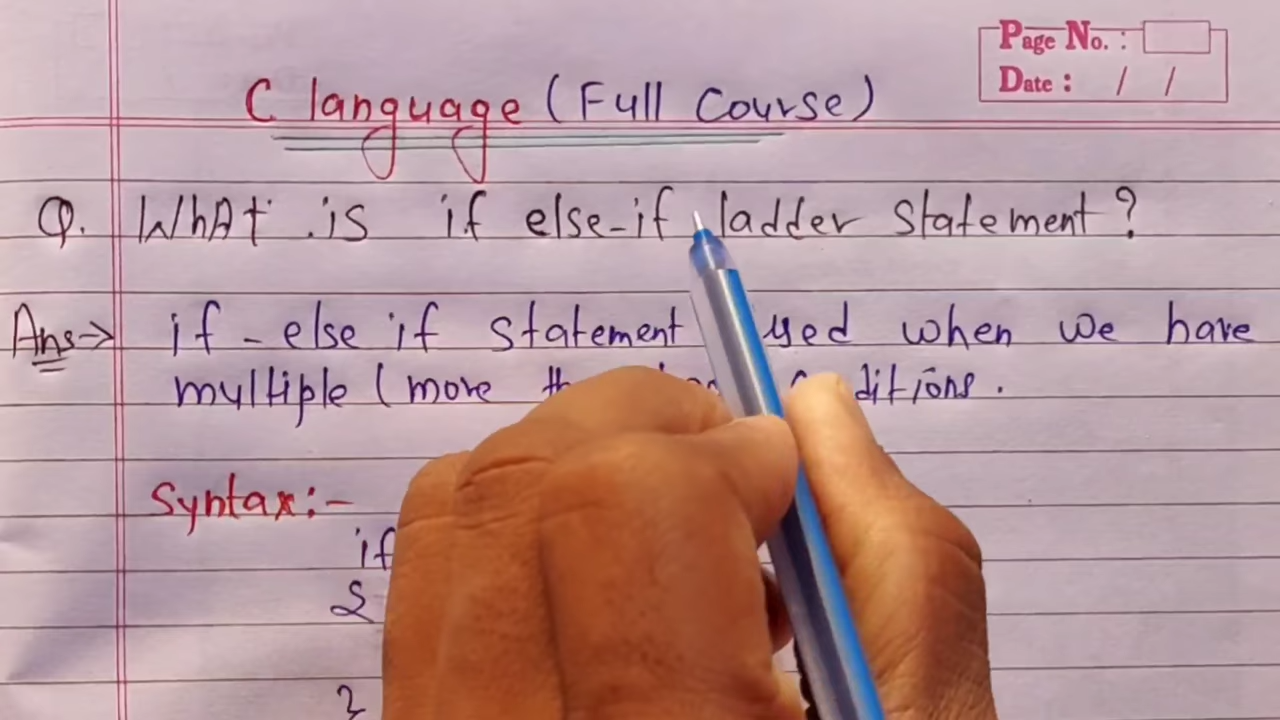 Page No. :
Date : / /
C language (Full Course)
Q. WhAt is if else-if ladder statement ?
Ans-> if - else if statement used when we have
multiple (more conditions.
Syntax:-
if
{
}